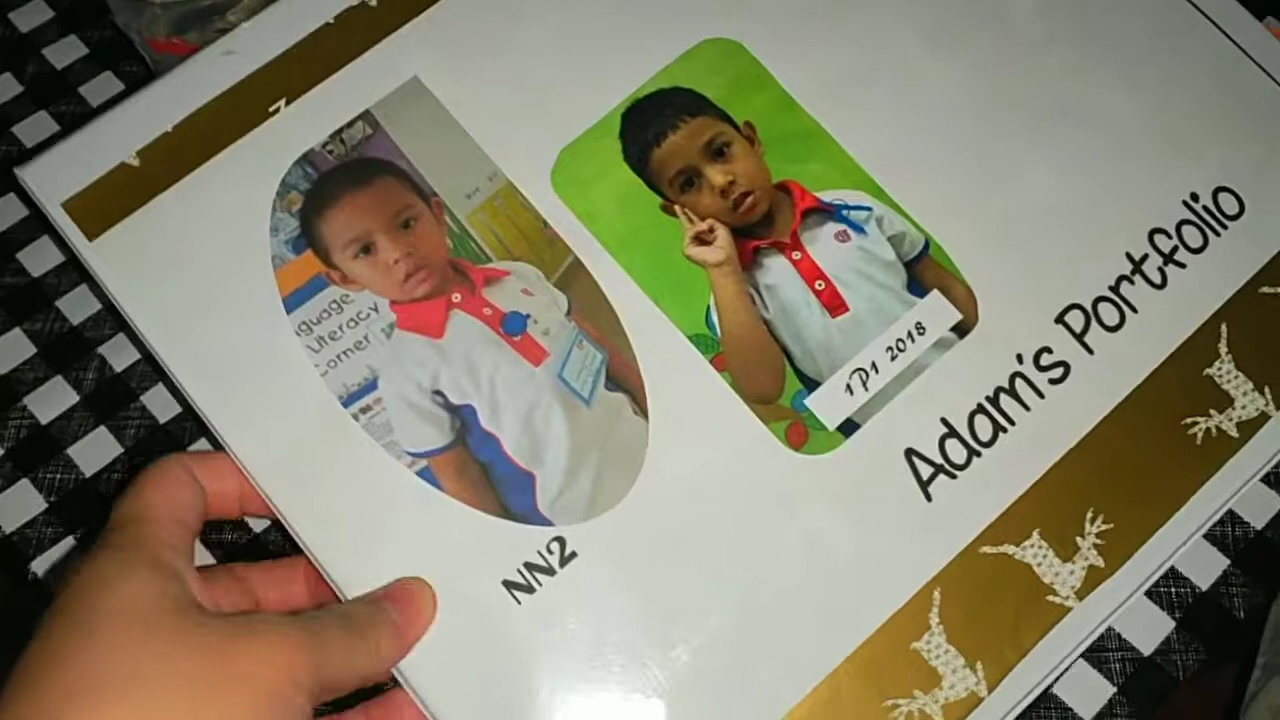 Language
Literacy
Corner
1P1 2018
Adam's Portfolio
NN2